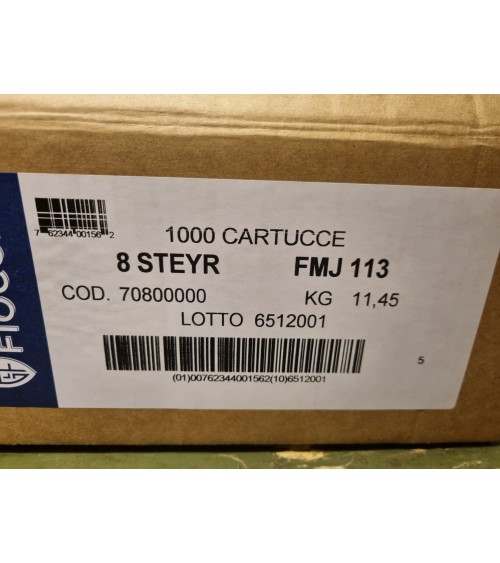 7 62344 00156 2
1000 CARTUCCE
8 STEYR FMJ 113
COD. 70800000 KG 11,45
LOTTO 6512001
(01)00762344001562(10)6512001
5